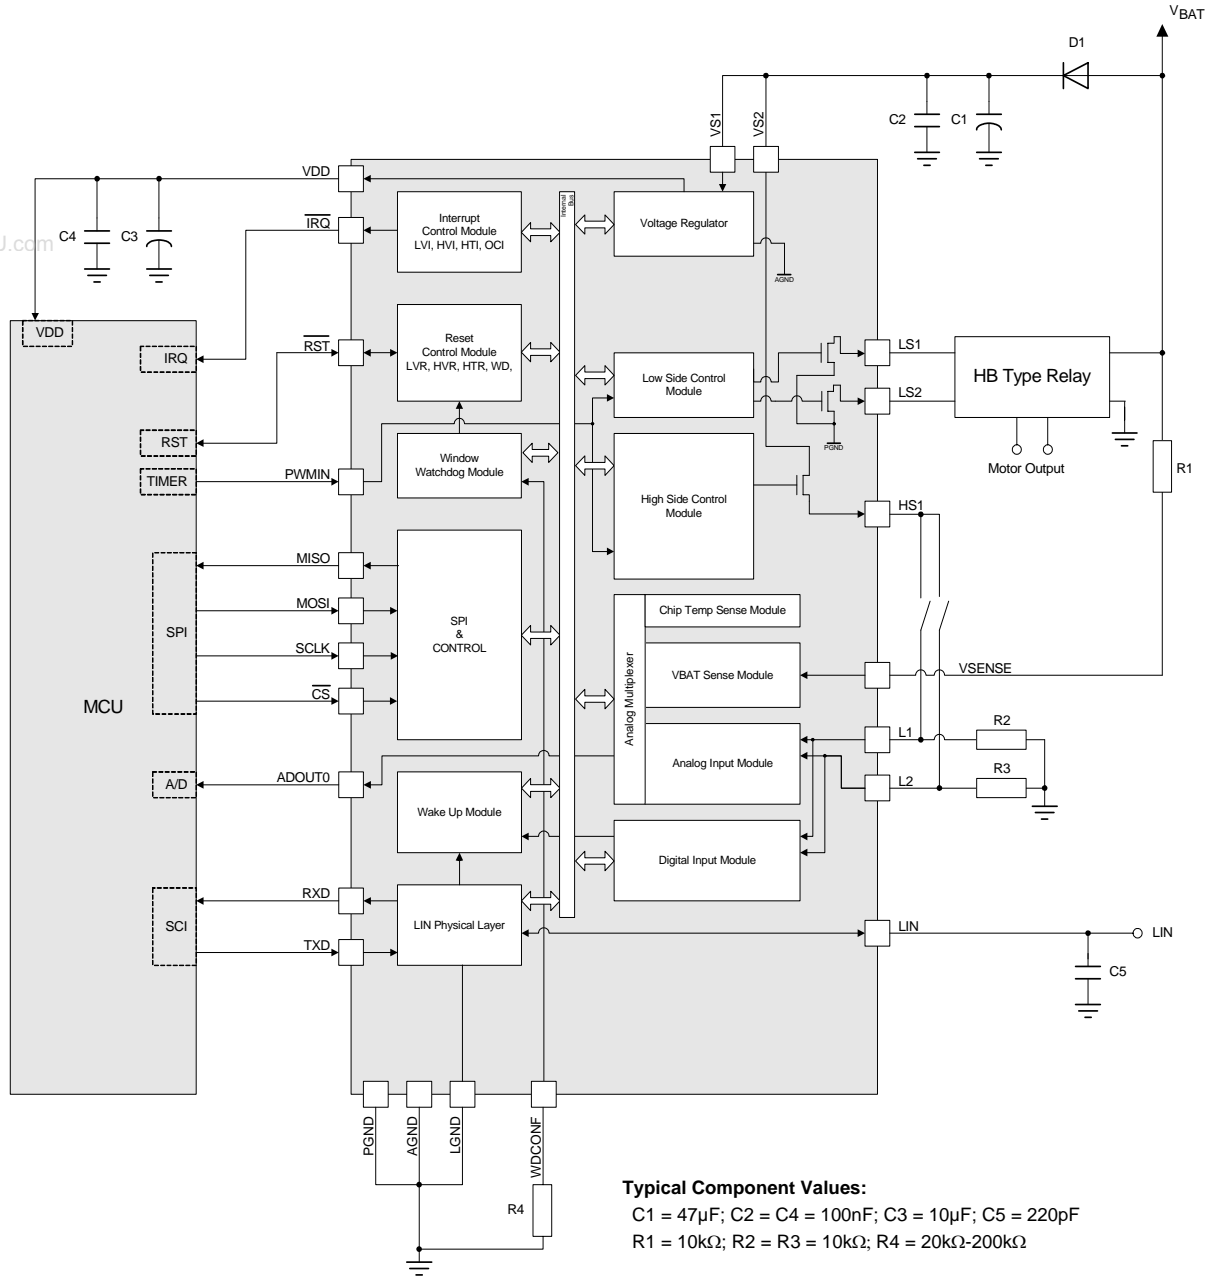 VBAT
D1
C2
C1
VS1
VS2
VDD
IRQ
C4
C3
U.com
Interrupt
Control Module
LVI, HVI, HTI, OCI
Internal
Bus
Voltage Regulator
AGND
VDD
IRQ
RST
Reset
Control Module
LVR, HVR, HTR, WD,
Low Side Control
Module
LS1
LS2
HB Type Relay
PGND
Motor Output
R1
RST
TIMER
PWMIN
Window
Watchdog Module
High Side Control
Module
HS1
MISO
MOSI
SCLK
CS
SPI
SPI
&
CONTROL
MCU
Analog Multiplexer
Chip Temp Sense Module
VBAT Sense Module
VSENSE
Analog Input Module
L1
R2
L2
R3
A/D
ADOUT0
Wake Up Module
Digital Input Module
RXD
SCI
TXD
LIN Physical Layer
LIN
LIN
C5
PGND
AGND
LGND
WDCONF
R4
Typical Component Values:
C1 = 47µF; C2 = C4 = 100nF; C3 = 10µF; C5 = 220pF
R1 = 10kΩ; R2 = R3 = 10kΩ; R4 = 20kΩ-200kΩ